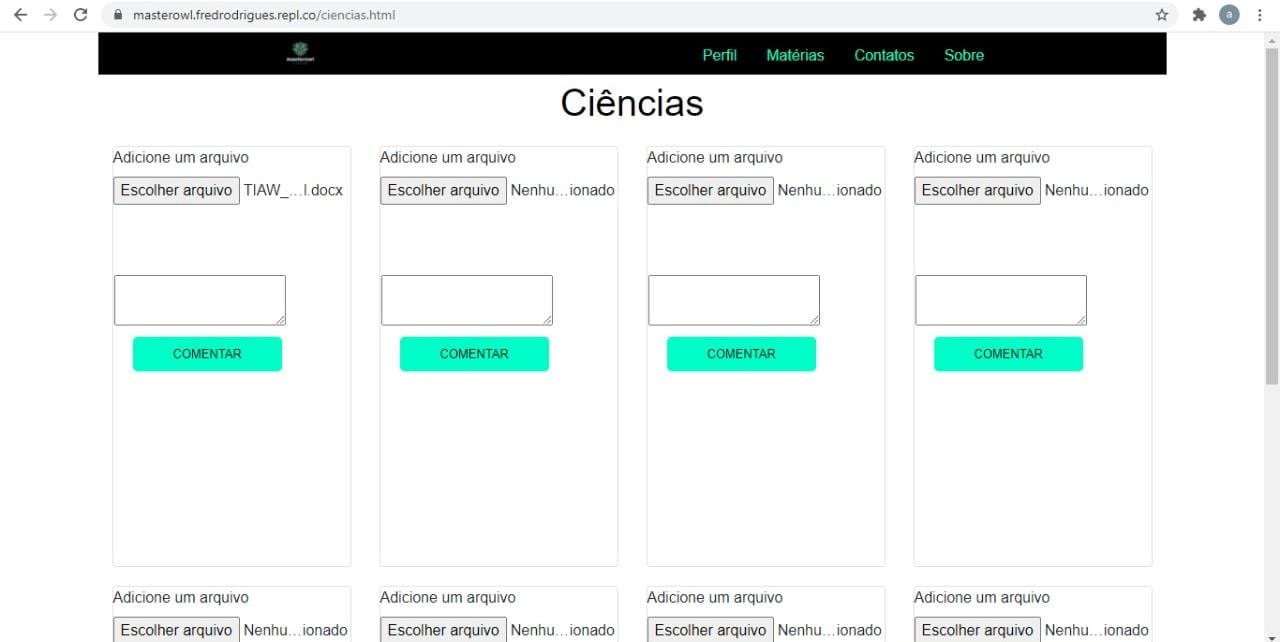 masterowl.fredrodrigues.repl.co/ciencias.html
a
masterowl
Perfil Matérias Contatos Sobre
Ciências
Adicione um arquivo Adicione um arquivo Adicione um arquivo Adicione um arquivo
Escolher arquivo TIAW_...l.docx Escolher arquivo Nenhu...ionado Escolher arquivo Nenhu...ionado Escolher arquivo Nenhu...ionado
COMENTAR COMENTAR COMENTAR COMENTAR
Adicione um arquivo Adicione um arquivo Adicione um arquivo Adicione um arquivo
Escolher arquivo Nenhu...ionado Escolher arquivo Nenhu...ionado Escolher arquivo Nenhu...ionado Escolher arquivo Nenhu...ionado